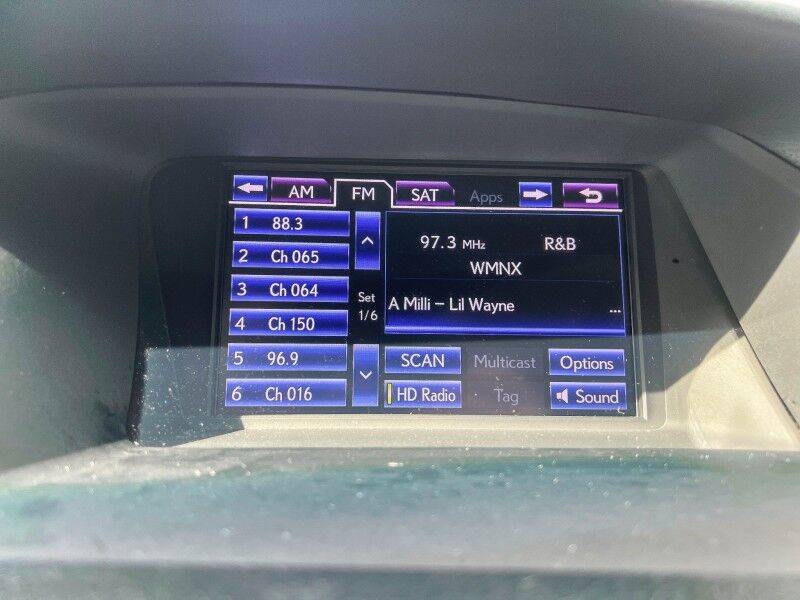 AM FM SAT Apps
1 88.3
2 Ch 065
3 Ch 064
4 Ch 150
5 96.9
6 Ch 016
Set
1/6
97.3 MHz R&B
WMNX
A Milli – Lil Wayne ...
SCAN Multicast Options
HD Radio Tag Sound